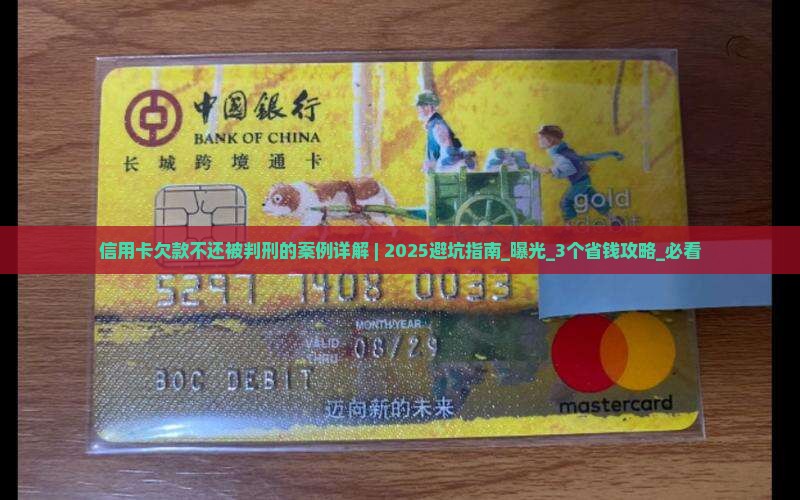 中國銀行
BANK OF CHINA
长城跨境通卡
gold
debit
信用卡欠款不还被判刑的案例详解 | 2025避坑指南_曝光_3个省钱攻略_必看
5297 0033
MONTH/YEAR
VALID THRU 08/29
BOC DEBIT
迈向新的未来
mastercard